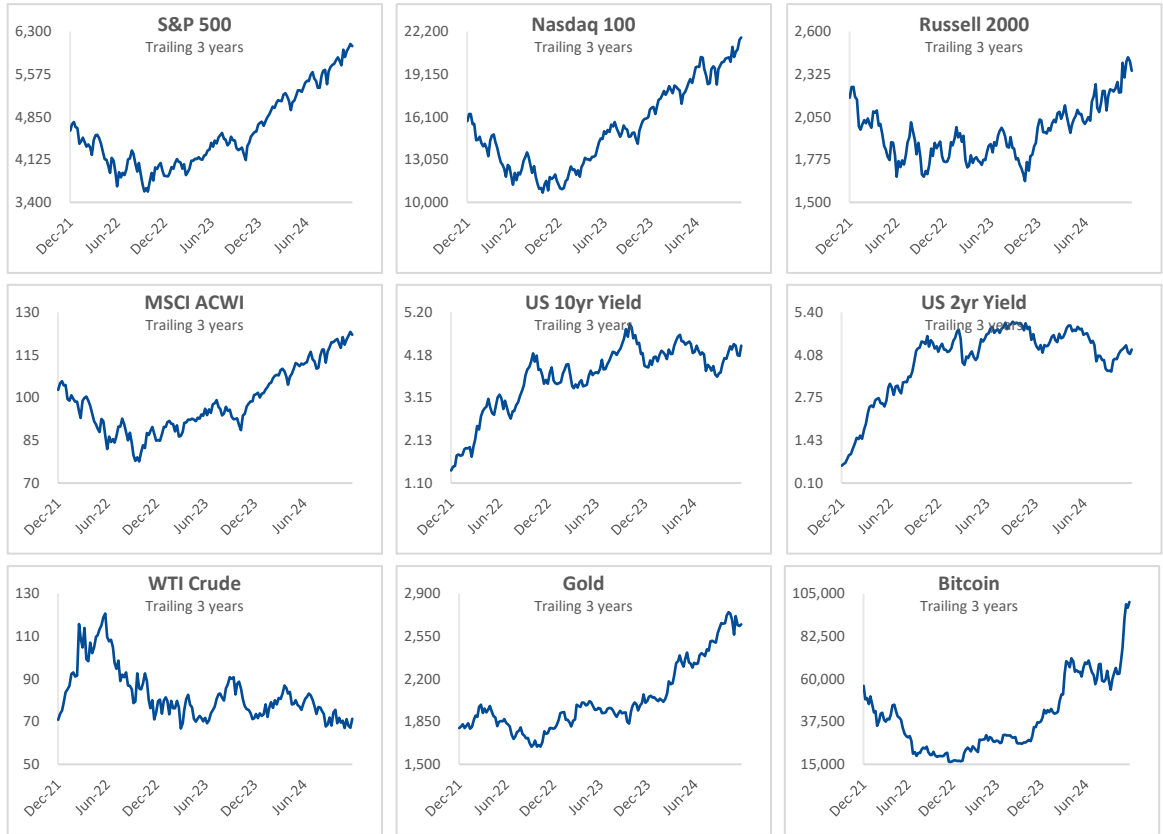 S&P 500
Trailing 3 years
6,300
5,575
4,850
4,125
3,400
Dec-21
Jun-22
Dec-22
Jun-23
Dec-23
Jun-24
Nasdaq 100
Trailing 3 years
22,200
19,150
16,100
13,050
10,000
Dec-21
Jun-22
Dec-22
Jun-23
Dec-23
Jun-24
Russell 2000
Trailing 3 years
2,600
2,325
2,050
1,775
1,500
Dec-21
Jun-22
Dec-22
Jun-23
Dec-23
Jun-24
MSCI ACWI
Trailing 3 years
130
115
100
85
70
Dec-21
Jun-22
Dec-22
Jun-23
Dec-23
Jun-24
US 10yr Yield
Trailing 3 years
5.20
4.18
3.15
2.13
1.10
Dec-21
Jun-22
Dec-22
Jun-23
Dec-23
Jun-24
US 2yr Yield
Trailing 3 years
5.40
4.08
2.75
1.43
0.10
Dec-21
Jun-22
Dec-22
Jun-23
Dec-23
Jun-24
WTI Crude
Trailing 3 years
130
110
90
70
50
Dec-21
Jun-22
Dec-22
Jun-23
Dec-23
Jun-24
Gold
Trailing 3 years
2,900
2,550
2,200
1,850
1,500
Dec-21
Jun-22
Dec-22
Jun-23
Dec-23
Jun-24
Bitcoin
Trailing 3 years
105,000
82,500
60,000
37,500
15,000
Dec-21
Jun-22
Dec-22
Jun-23
Dec-23
Jun-24